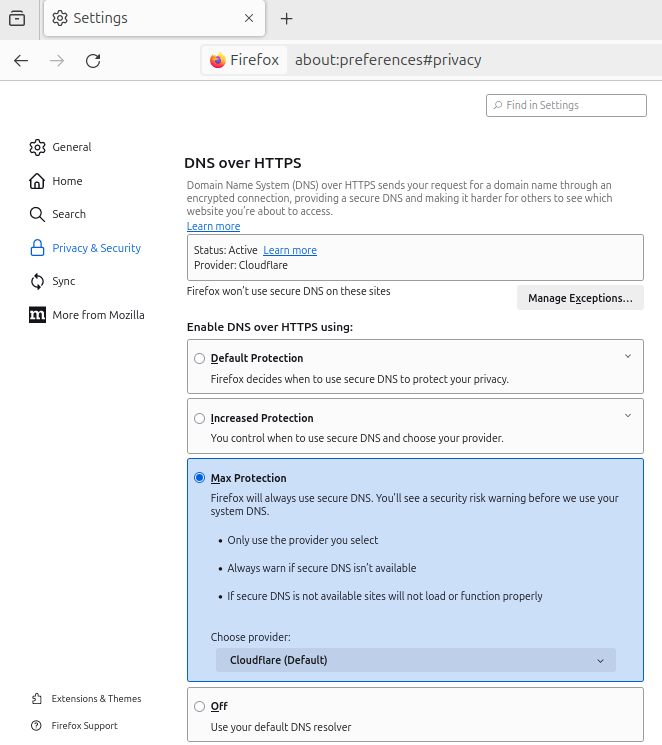 Settings
Firefox
about:preferences#privacy
Find in Settings
General
Home
Search
Privacy & Security
Sync
More from Mozilla
Extensions & Themes
Firefox Support
DNS over HTTPS
Domain Name System (DNS) over HTTPS sends your request for a domain name through an
encrypted connection, providing a secure DNS and making it harder for others to see which
website you're about to access.
Learn more
Status: Active Learn more
Provider: Cloudflare
Firefox won't use secure DNS on these sites
Manage Exceptions...
Enable DNS over HTTPS using:
Default Protection
Firefox decides when to use secure DNS to protect your privacy.
Increased Protection
You control when to use secure DNS and choose your provider.
Max Protection
Firefox will always use secure DNS. You'll see a security risk warning before we use your
system DNS.
• Only use the provider you select
• Always warn if secure DNS isn't available
• If secure DNS is not available sites will not load or function properly
Choose provider:
Cloudflare (Default)
Off
Use your default DNS resolver